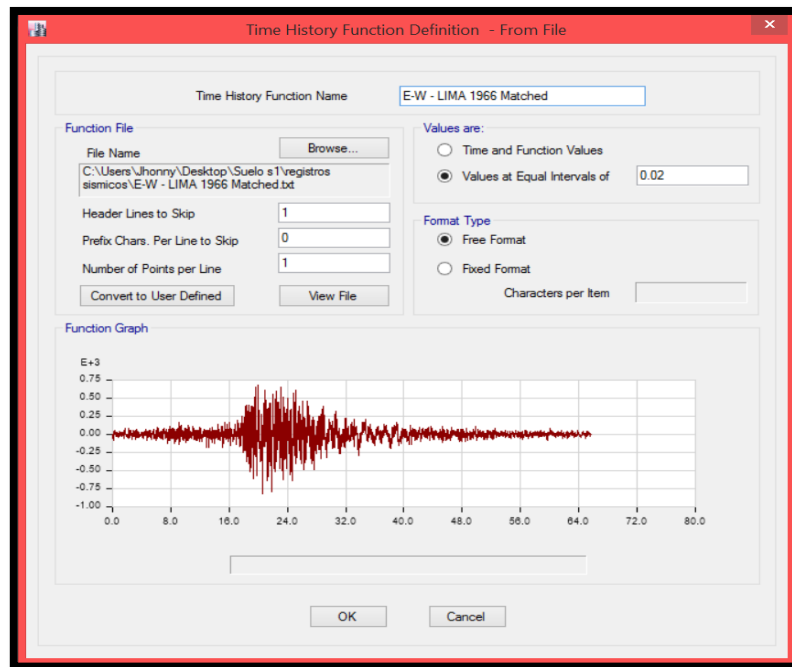 Time History Function Definition - From File
Time History Function Name
E-W - LIMA 1966 Matched
Function File
File Name
Browse...
C:\Users\Jhonny\Desktop\Suelo s1\registros
sismicos\E-W - LIMA 1966 Matched.txt
Header Lines to Skip
1
Prefix Chars. Per Line to Skip
0
Number of Points per Line
1
Convert to User Defined
View File
Values are:
Time and Function Values
Values at Equal Intervals of
0.02
Format Type
Free Format
Fixed Format
Characters per Item
Function Graph
E+3
0.75
0.50
0.25
0.00
-0.25
-0.50
-0.75
-1.00
0.0 8.0 16.0 24.0 32.0 40.0 48.0 56.0 64.0 72.0 80.0
OK
Cancel